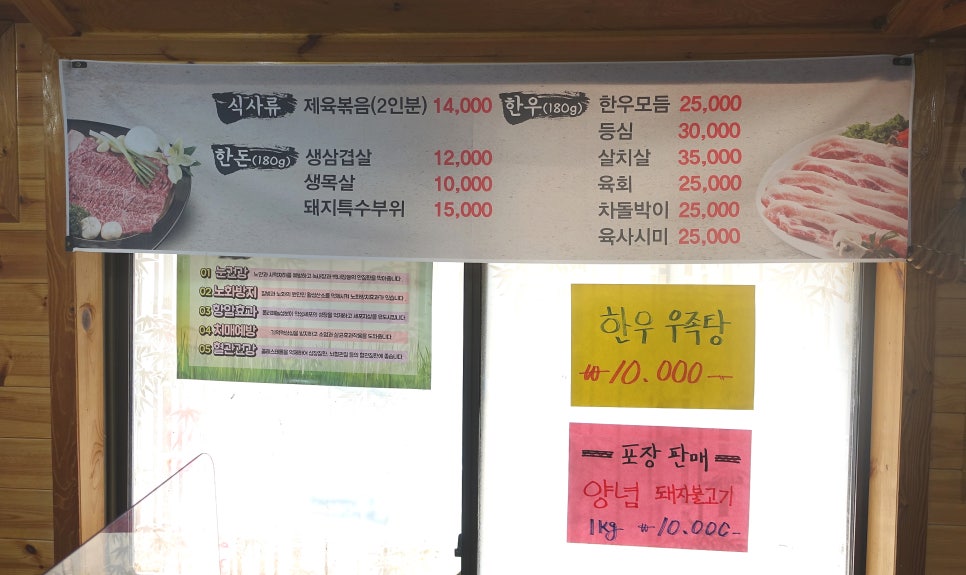 식사류 제육볶음(2인분) 14,000
한돈(180g) 생삼겹살 12,000
생목살 10,000
돼지특수부위 15,000
한우(180g) 한우모듬 25,000
등심 30,000
살치살 35,000
육회 25,000
차돌박이 25,000
육사시미 25,000
01 눈건강
02 노화방지
03 항암효과
04 치매예방
05 혈관건강
한우 우족탕
₩10.000
포장 판매
양념 돼지불고기
1kg ₩10.000